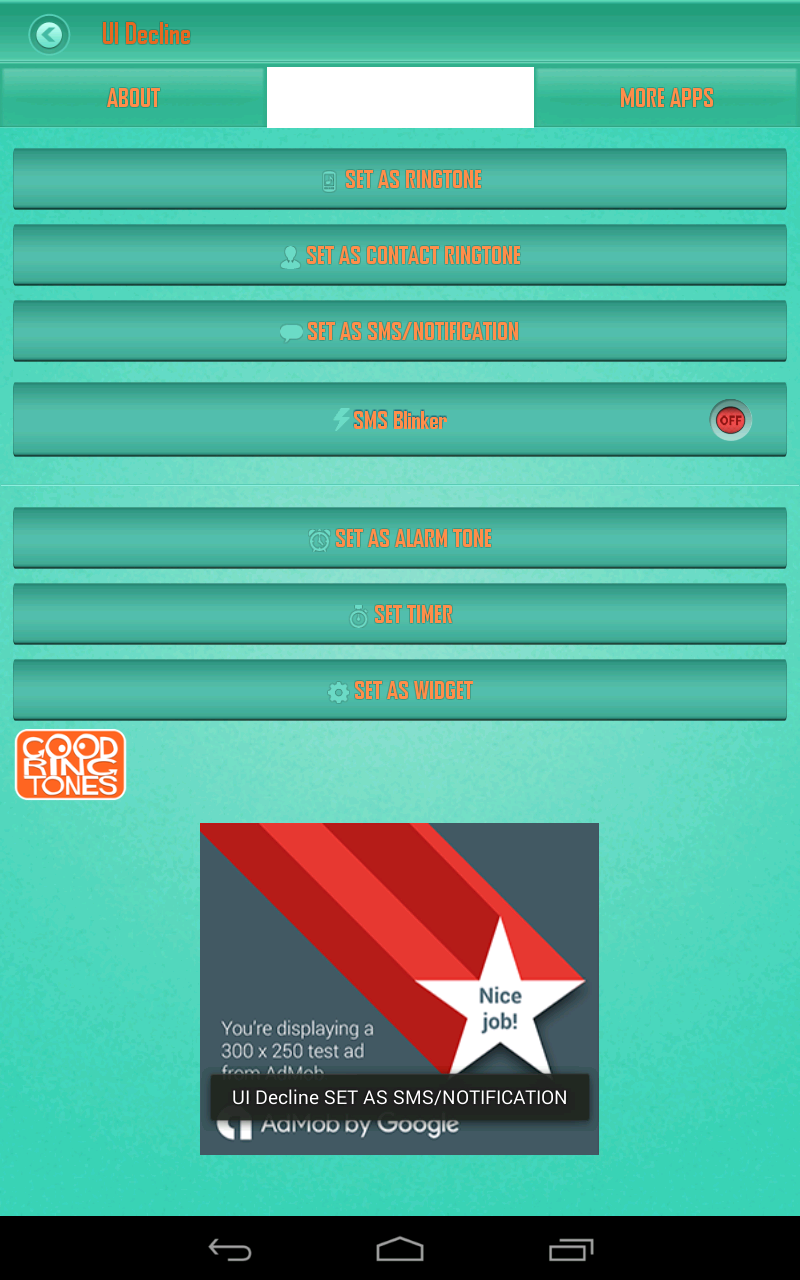 UI Decline
ABOUT
MORE APPS
SET AS RINGTONE
SET AS CONTACT RINGTONE
SET AS SMS/NOTIFICATION
SMS Blinker
OFF
SET AS ALARM TONE
SET TIMER
SET AS WIDGET
GOOD
RING
TONES
Nice
job!
You're displaying a
300 x 250 test ad
from AdMob
UI Decline SET AS SMS/NOTIFICATION
AdMob by Google